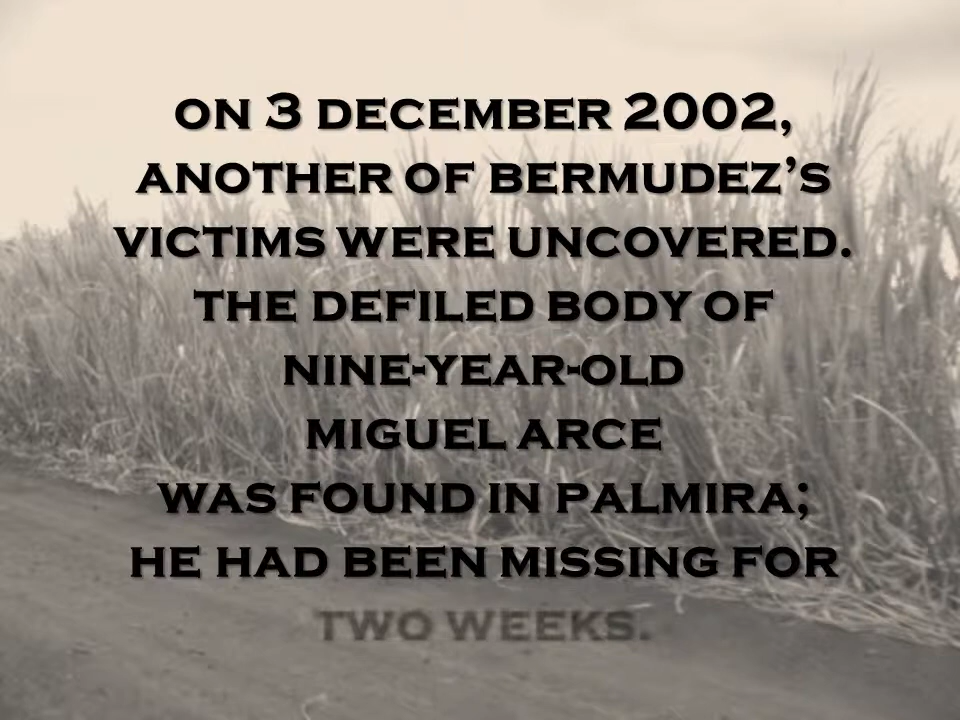 ON 3 DECEMBER 2002,
ANOTHER OF BERMUDEZ’S
VICTIMS WERE UNCOVERED.
THE DEFILED BODY OF
NINE-YEAR-OLD
MIGUEL ARCE
WAS FOUND IN PALMIRA;
HE HAD BEEN MISSING FOR
TWO WEEKS.